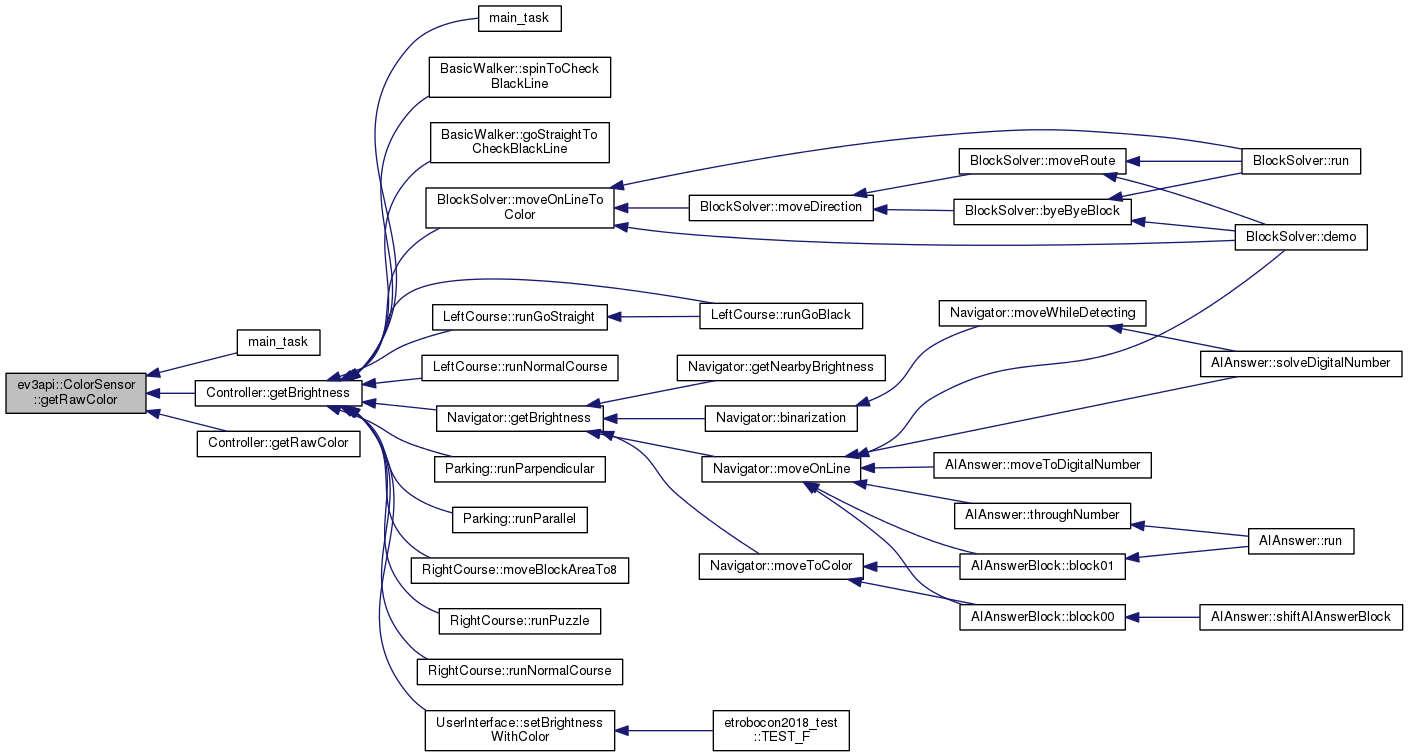 main_task
BasicWalker::spinToCheck
BlackLine
BasicWalker::goStraightTo
CheckBlackLine
BlockSolver::moveOnLineTo
Color
BlockSolver::moveDirection
BlockSolver::moveRoute
BlockSolver::byeByeBlock
BlockSolver::run
BlockSolver::demo
LeftCourse::runGoStraight
LeftCourse::runGoBlack
main_task
ev3api::ColorSensor
::getRawColor
Controller::getBrightness
Controller::getRawColor
LeftCourse::runNormalCourse
Navigator::getBrightness
Navigator::getNearbyBrightness
Navigator::binarization
Navigator::moveWhileDetecting
AIAnswer::solveDigitalNumber
Navigator::moveOnLine
AIAnswer::moveToDigitalNumber
AIAnswer::throughNumber
AIAnswer::run
Navigator::moveToColor
AIAnswerBlock::block01
AIAnswerBlock::block00
AIAnswer::shiftAIAnswerBlock
Parking::runParpendicular
Parking::runParallel
RightCourse::moveBlockAreaTo8
RightCourse::runPuzzle
RightCourse::runNormalCourse
UserInterface::setBrightness
WithColor
etrobocon2018_test
::TEST_F